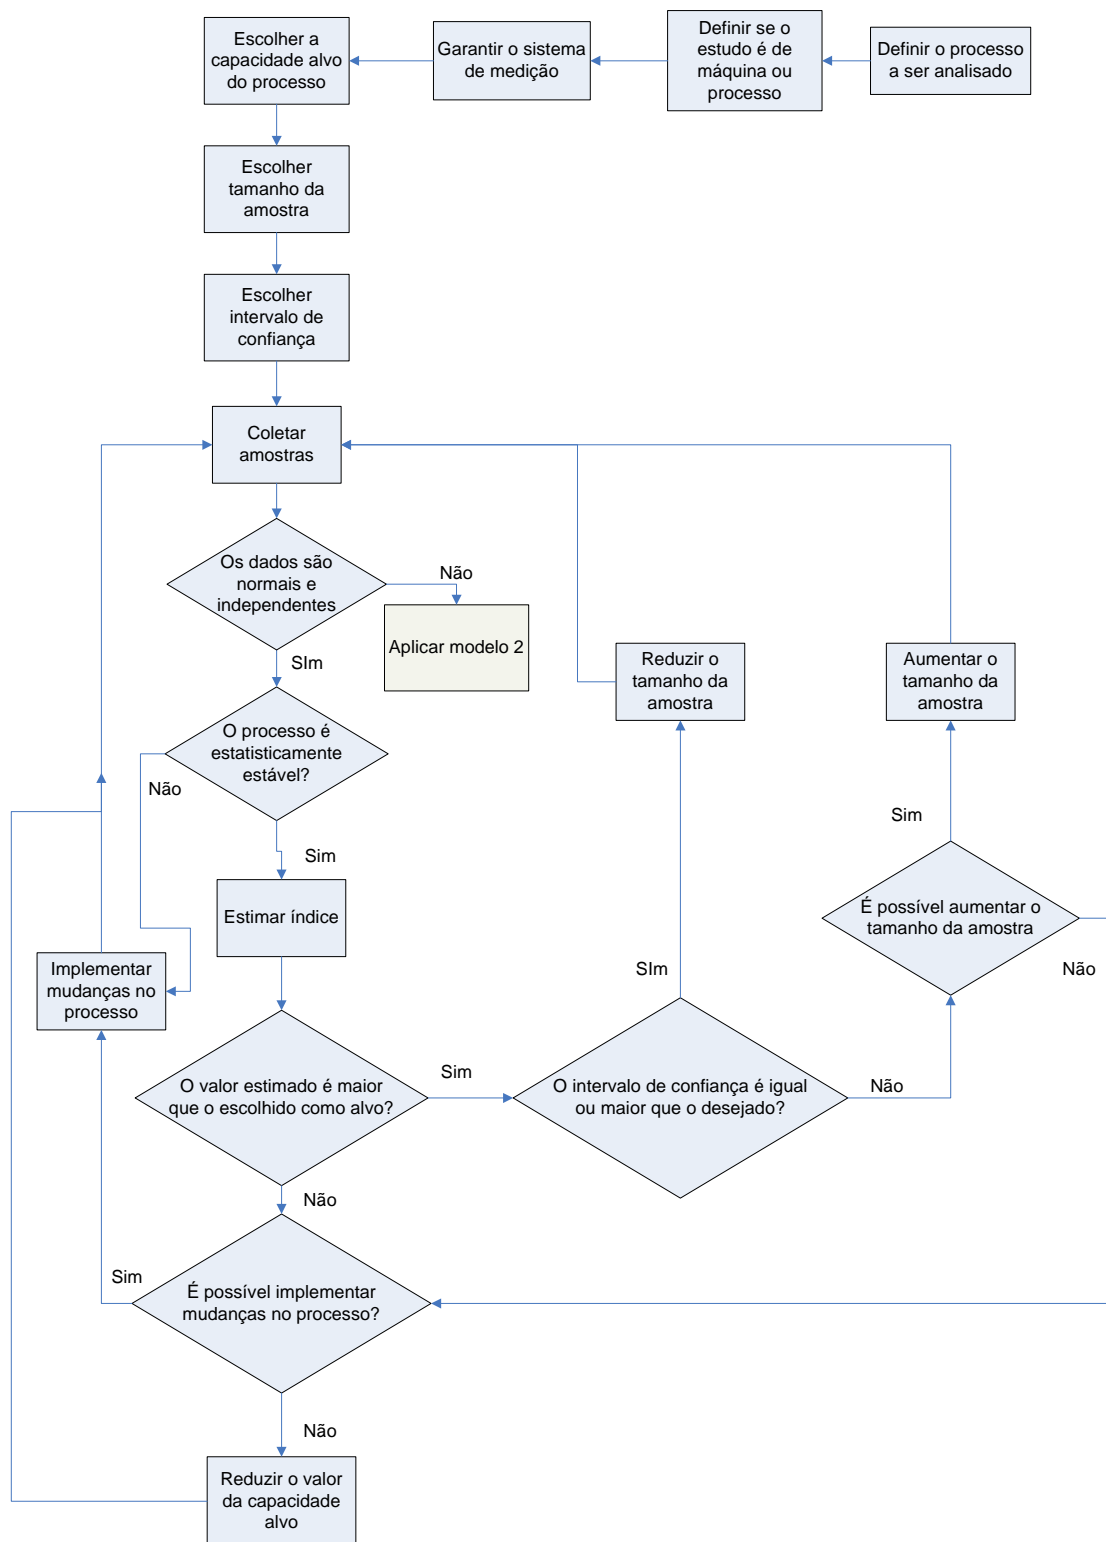 Escolher a
capacidade alvo
do processo
Garantir o sistema
de medição
Definir se o
estudo é de
máquina ou
processo
Definir o processo
a ser analisado
Escolher
tamanho da
amostra
Escolher
intervalo de
confiança
Coletar
amostras
Os dados são
normais e
independentes
Não
Aplicar modelo 2
SIm
Reduzir o
tamanho da
amostra
Aumentar o
tamanho da
amostra
O processo é
estatisticamente
estável?
Não
Sim
Sim
Estimar índice
É possível aumentar o
tamanho da amostra
Não
Implementar
mudanças no
processo
SIm
O valor estimado é maior
que o escolhido como alvo?
Sim
O intervalo de confiança é igual
ou maior que o desejado?
Não
Não
Sim
É possível implementar
mudanças no processo?
Não
Reduzir o valor
da capacidade
alvo